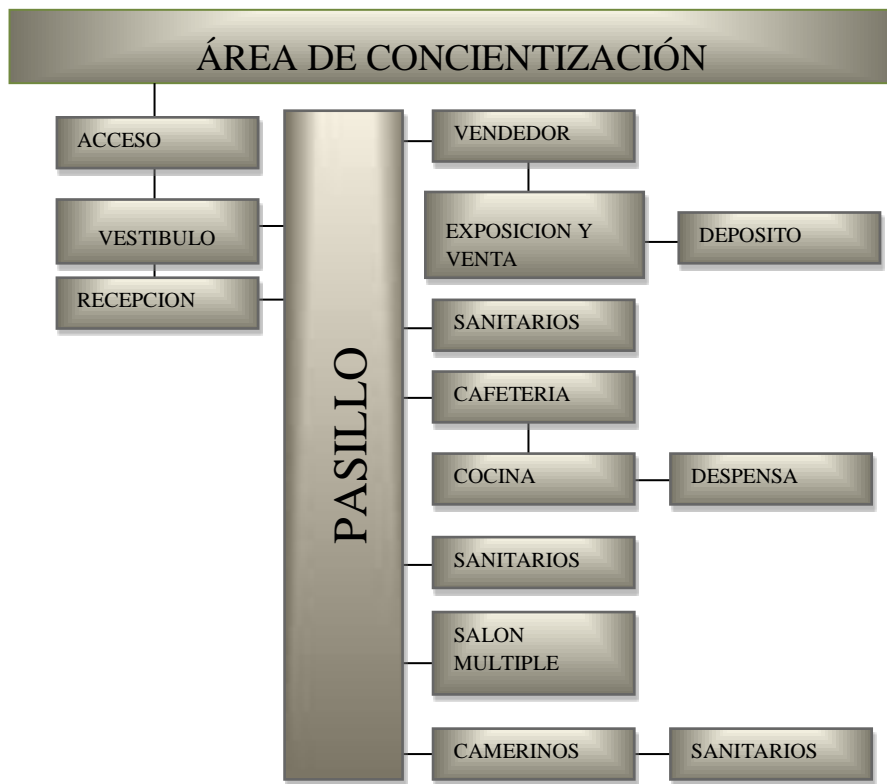 ÁREA DE CONCIENTIZACIÓN
ACCESO
VESTIBULO
RECEPCION
PASILLO
VENDEDOR
EXPOSICION Y
VENTA
DEPOSITO
SANITARIOS
CAFETERIA
COCINA
DESPENSA
SANITARIOS
SALON
MULTIPLE
CAMERINOS
SANITARIOS